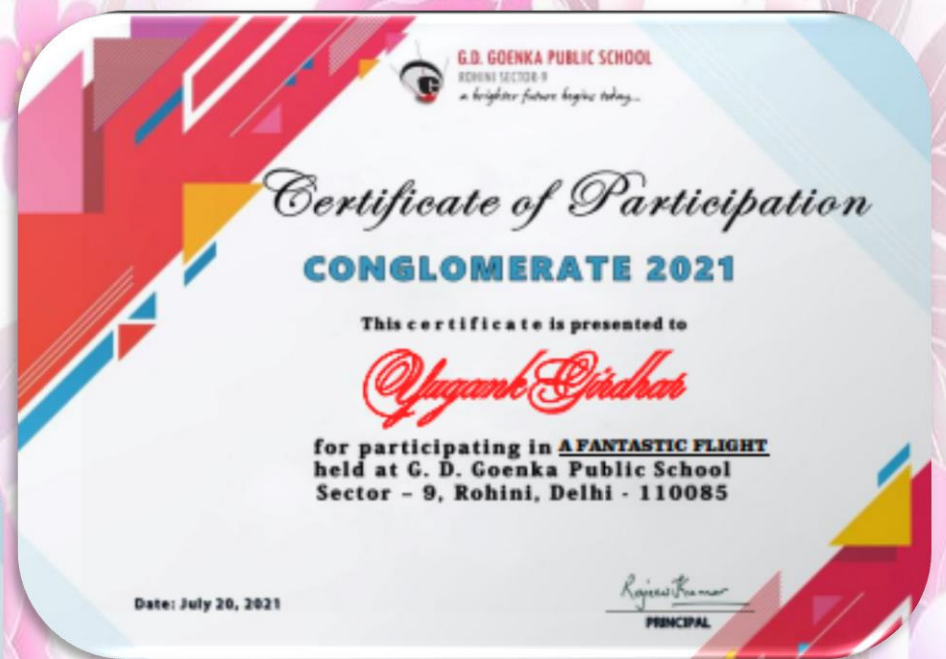 G.D. GOENKA PUBLIC SCHOOL
ROHINI SECTOR-9
a brighter future begins today...
Certificate of Participation
CONGLOMERATE 2021
This certificate is presented to
Yugank Girdhar
for participating in A FANTASTIC FLIGHT
held at G. D. Goenka Public School
Sector – 9, Rohini, Delhi - 110085
Rajeev Kumar
Date: July 20, 2021
PRINCIPAL